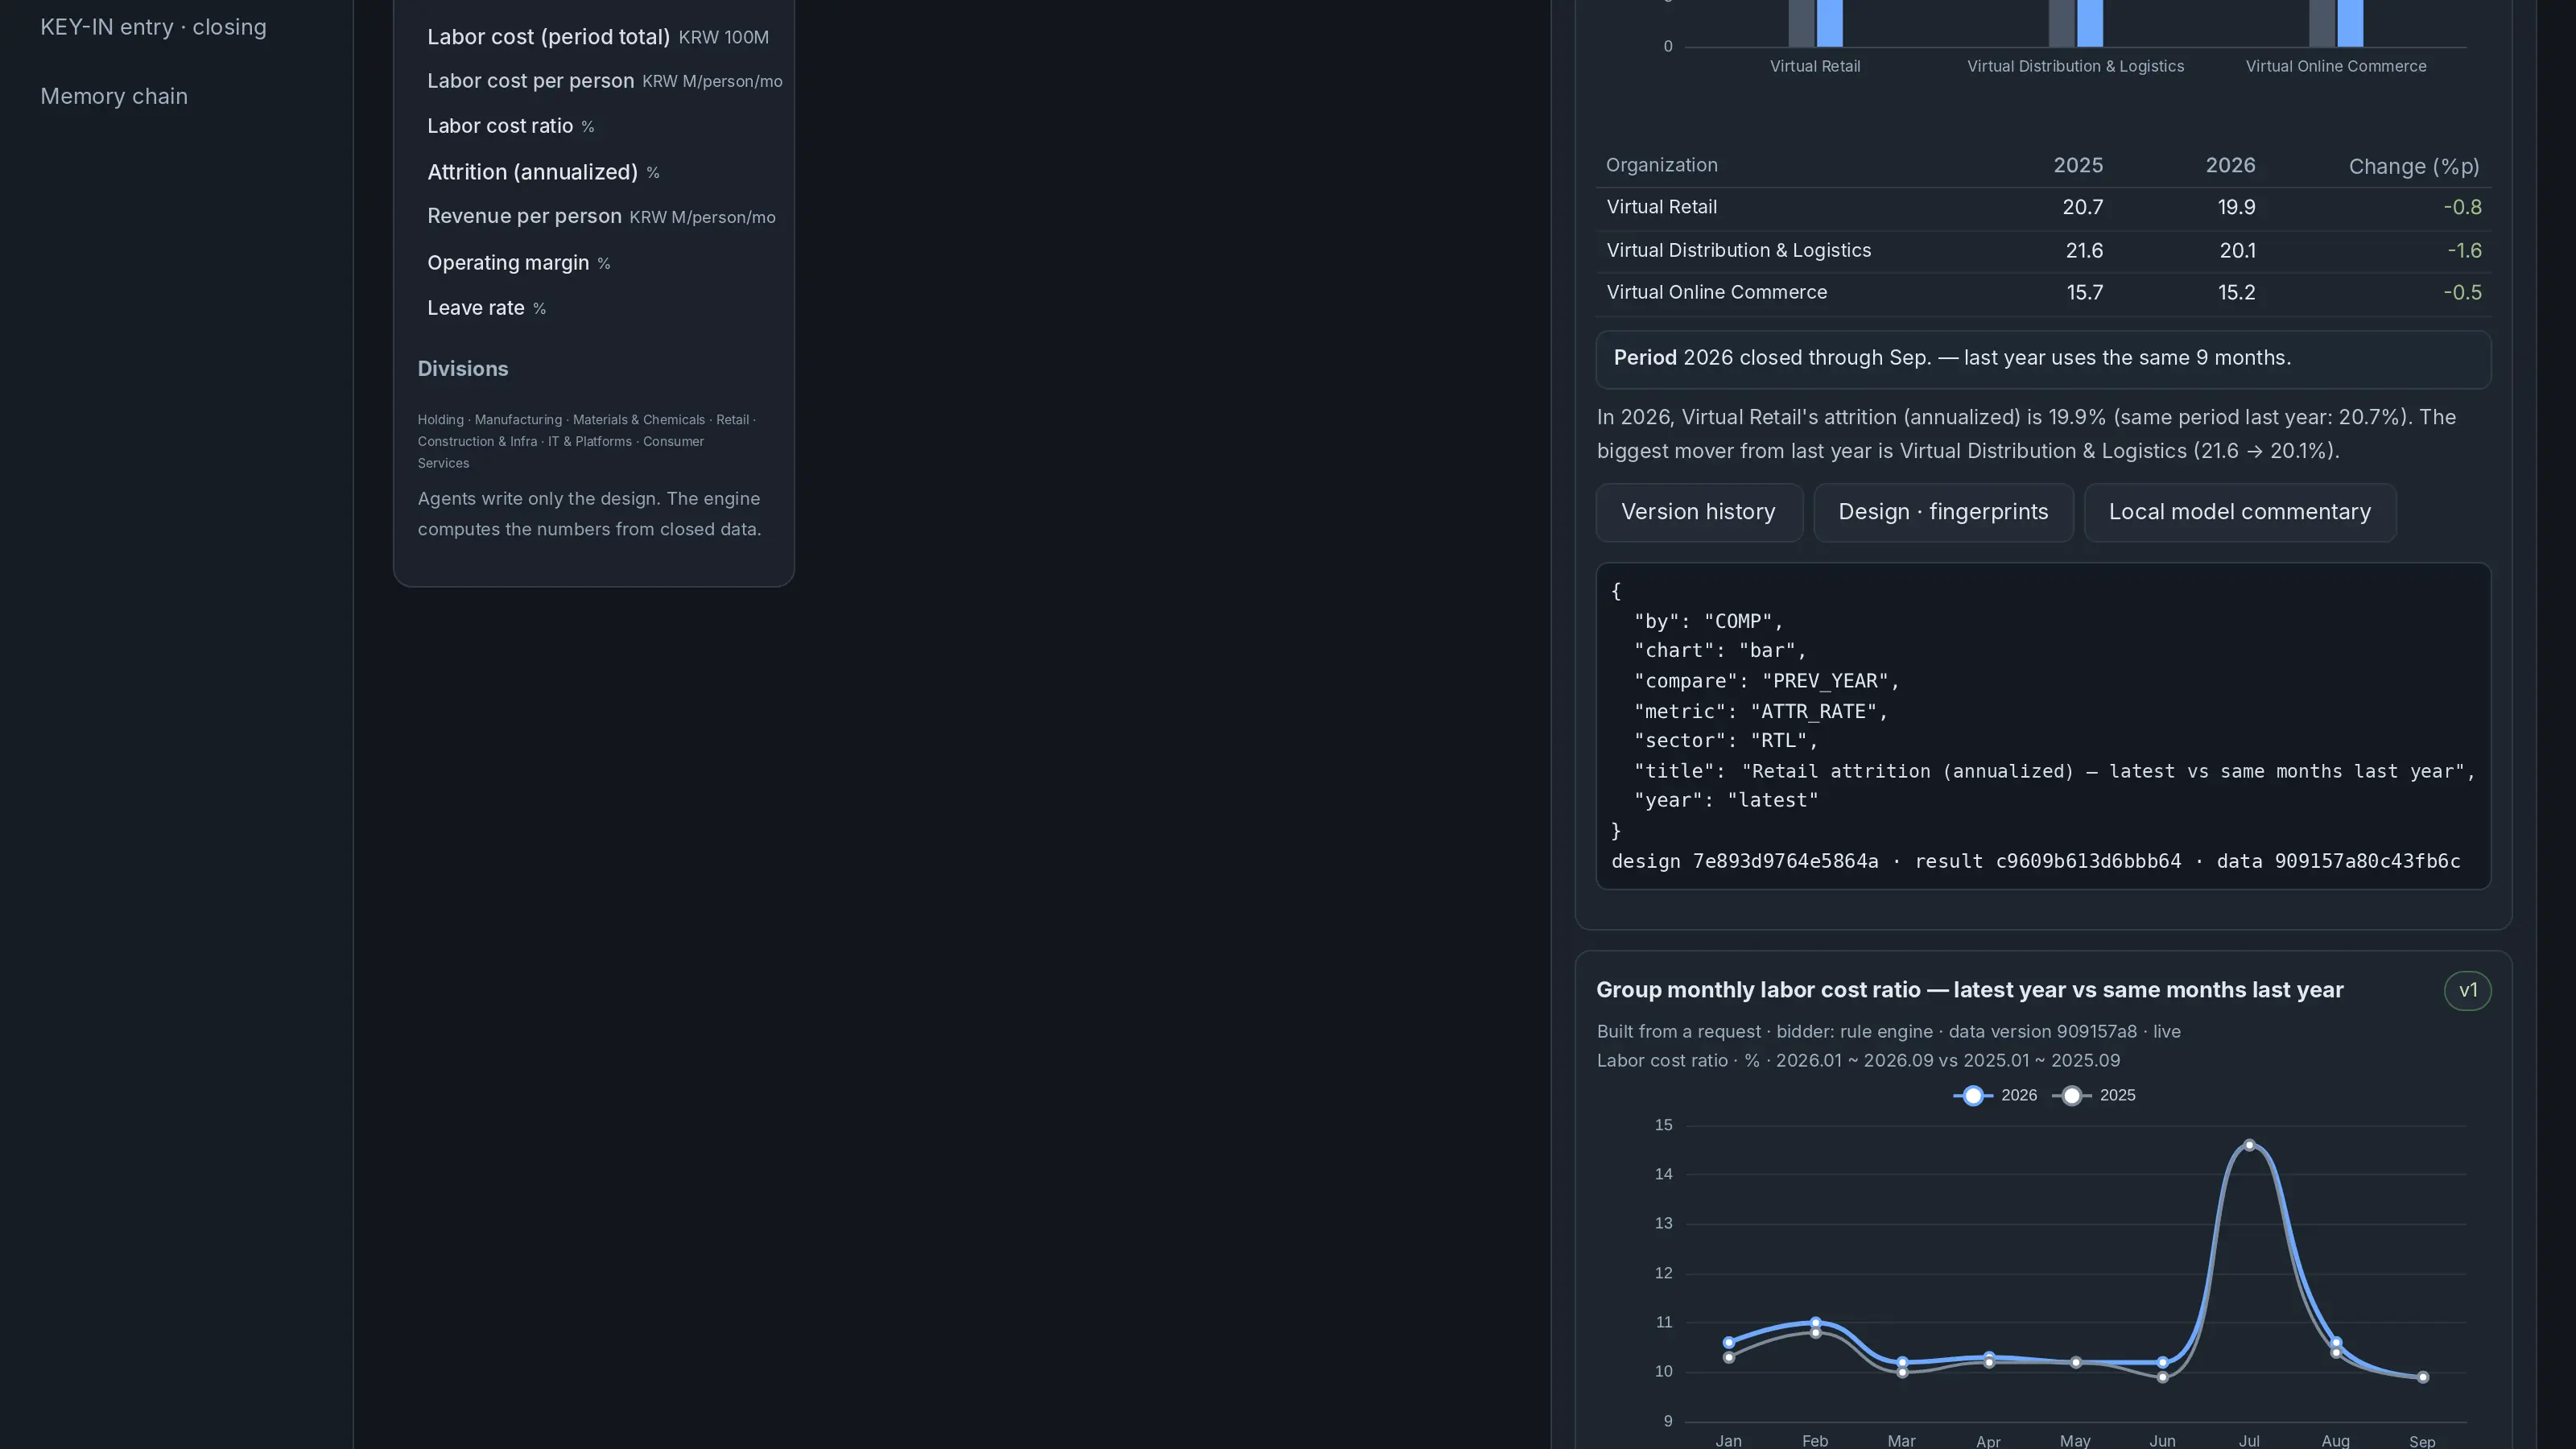 KEY-IN entry · closing
Memory chain
Labor cost (period total) KRW 100M
Labor cost per person KRW M/person/mo
Labor cost ratio %
Attrition (annualized) %
Revenue per person KRW M/person/mo
Operating margin %
Leave rate %
Divisions
Holding · Manufacturing · Materials & Chemicals · Retail ·
Construction & Infra · IT & Platforms · Consumer
Services
Agents write only the design. The engine
computes the numbers from closed data.
0
Virtual Retail Virtual Distribution & Logistics Virtual Online Commerce
Organization 2025 2026 Change (%p)
Virtual Retail 20.7 19.9 -0.8
Virtual Distribution & Logistics 21.6 20.1 -1.6
Virtual Online Commerce 15.7 15.2 -0.5
Period 2026 closed through Sep. — last year uses the same 9 months.
In 2026, Virtual Retail's attrition (annualized) is 19.9% (same period last year: 20.7%). The
biggest mover from last year is Virtual Distribution & Logistics (21.6 → 20.1%).
Version history Design · fingerprints Local model commentary
{
"by": "COMP",
"chart": "bar",
"compare": "PREV_YEAR",
"metric": "ATTR_RATE",
"sector": "RTL",
"title": "Retail attrition (annualized) — latest vs same months last year",
"year": "latest"
}
design 7e893d9764e5864a · result c9609b613d6bbb64 · data 909157a80c43fb6c
Group monthly labor cost ratio — latest year vs same months last year v1
Built from a request · bidder: rule engine · data version 909157a8 · live
Labor cost ratio · % · 2026.01 ~ 2026.09 vs 2025.01 ~ 2025.09
2026 2025
15
14
13
12
11
10
9
Jan Feb Mar Apr May Jun Jul Aug Sep